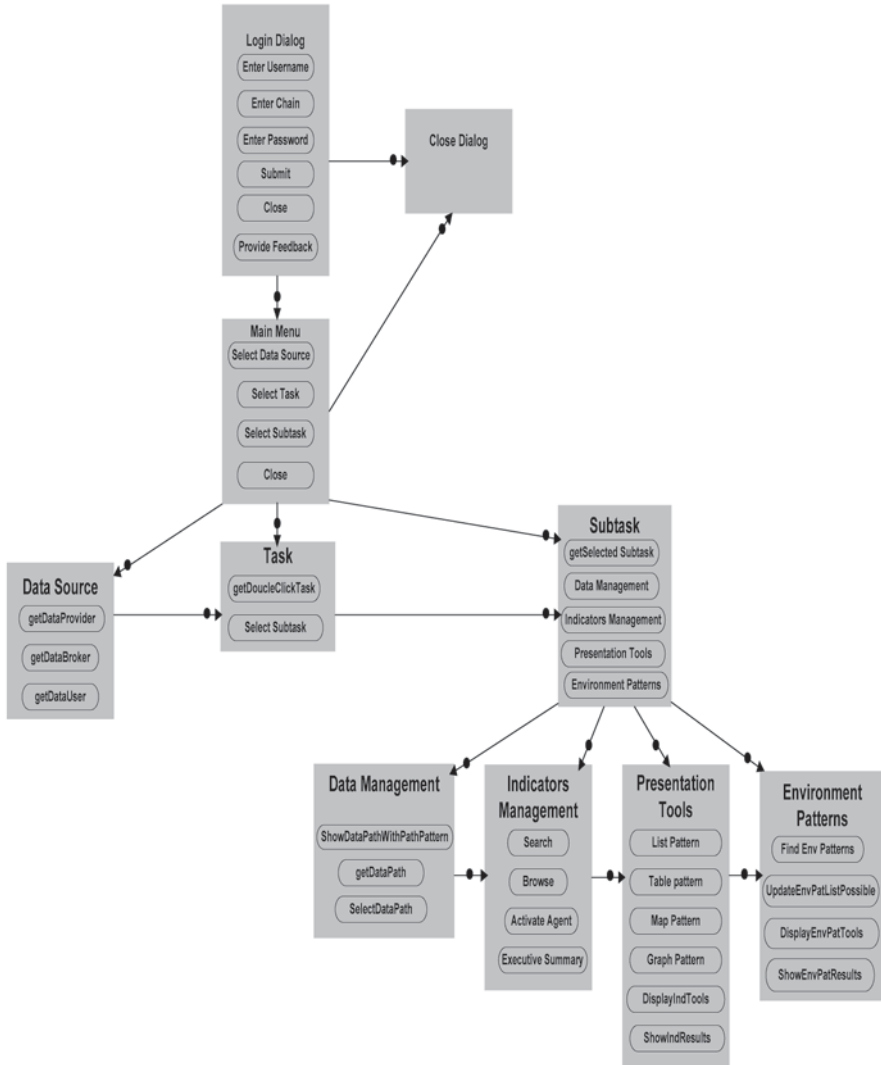 Login Dialog
Enter Username
Enter Chain
Enter Password
Submit
Close
Provide Feedback
Close Dialog
Main Menu
Select Data Source
Select Task
Select Subtask
Close
Data Source
getDataProvider
getDataBroker
getDataUser
Task
getDoucleClickTask
Select Subtask
Subtask
getSelected Subtask
Data Management
Indicators Management
Presentation Tools
Environment Patterns
Data Management
ShowDataPathWithPathPattern
getDataPath
SelectDataPath
Indicators
Management
Search
Browse
Activate Agent
Executive Summary
Presentation
Tools
List Pattern
Table pattern
Map Pattern
Graph Pattern
DisplayIndTools
ShowIndResults
Environment
Patterns
Find Env Patterns
UpdateEnvPatListPossible
DisplayEnvPatTools
ShowEnvPatResults